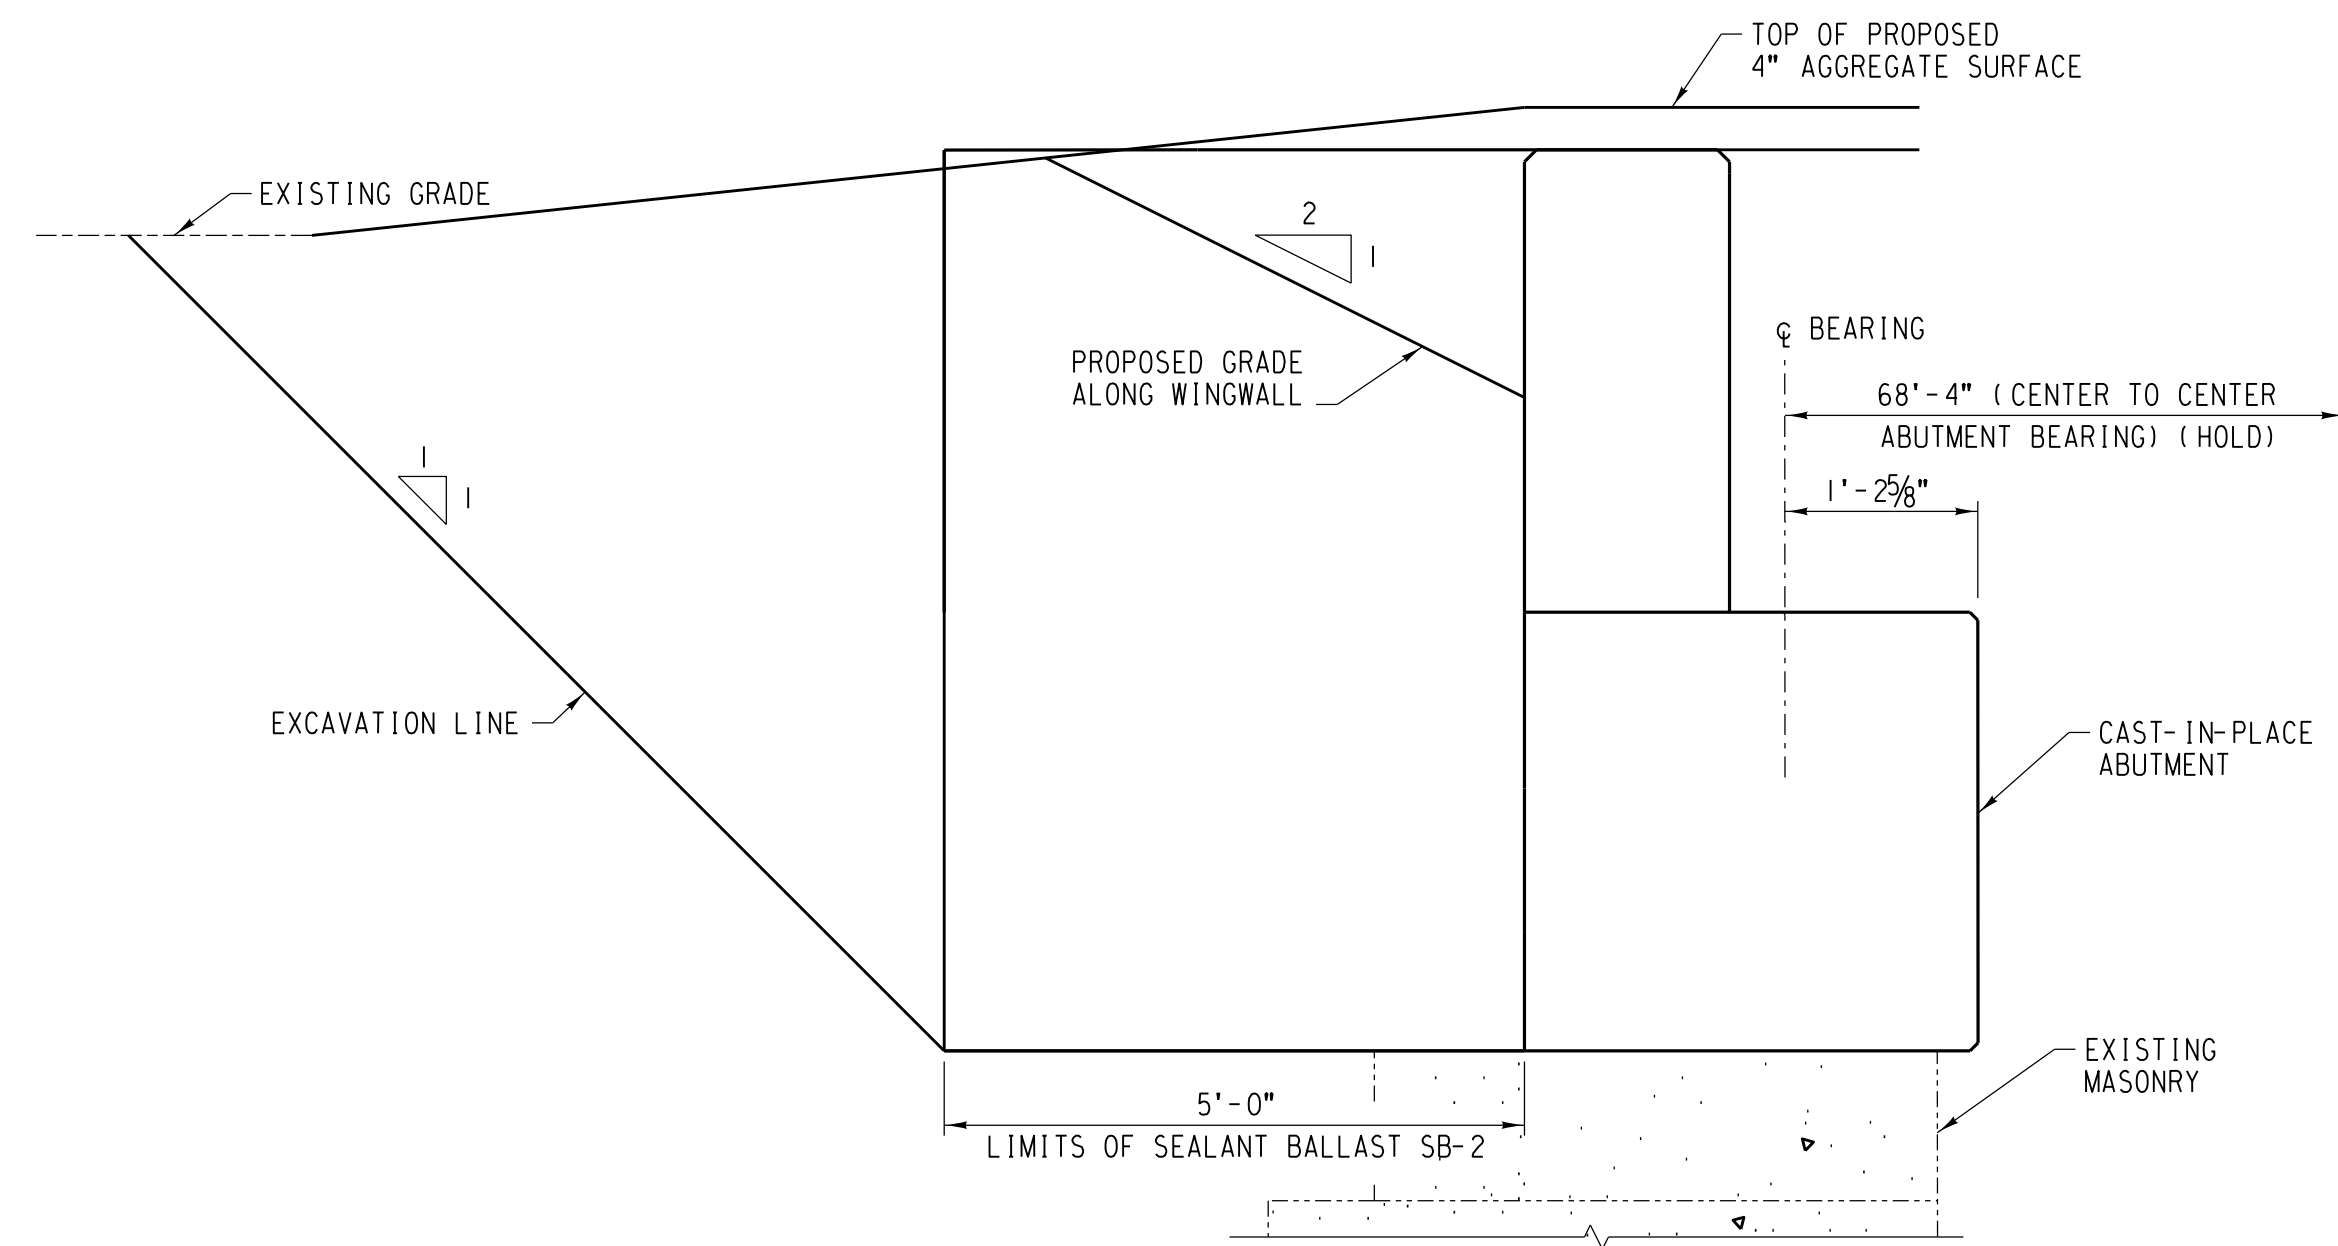 TOP OF PROPOSED
4" AGGREGATE SURFACE
EXISTING GRADE
2
1
℄ BEARING
PROPOSED GRADE
ALONG WINGWALL
68'-4" (CENTER TO CENTER
ABUTMENT BEARING) (HOLD)
1
1
1'-2⅝"
EXCAVATION LINE
CAST-IN-PLACE
ABUTMENT
EXISTING
MASONRY
5'-0"
LIMITS OF SEALANT BALLAST SB-2